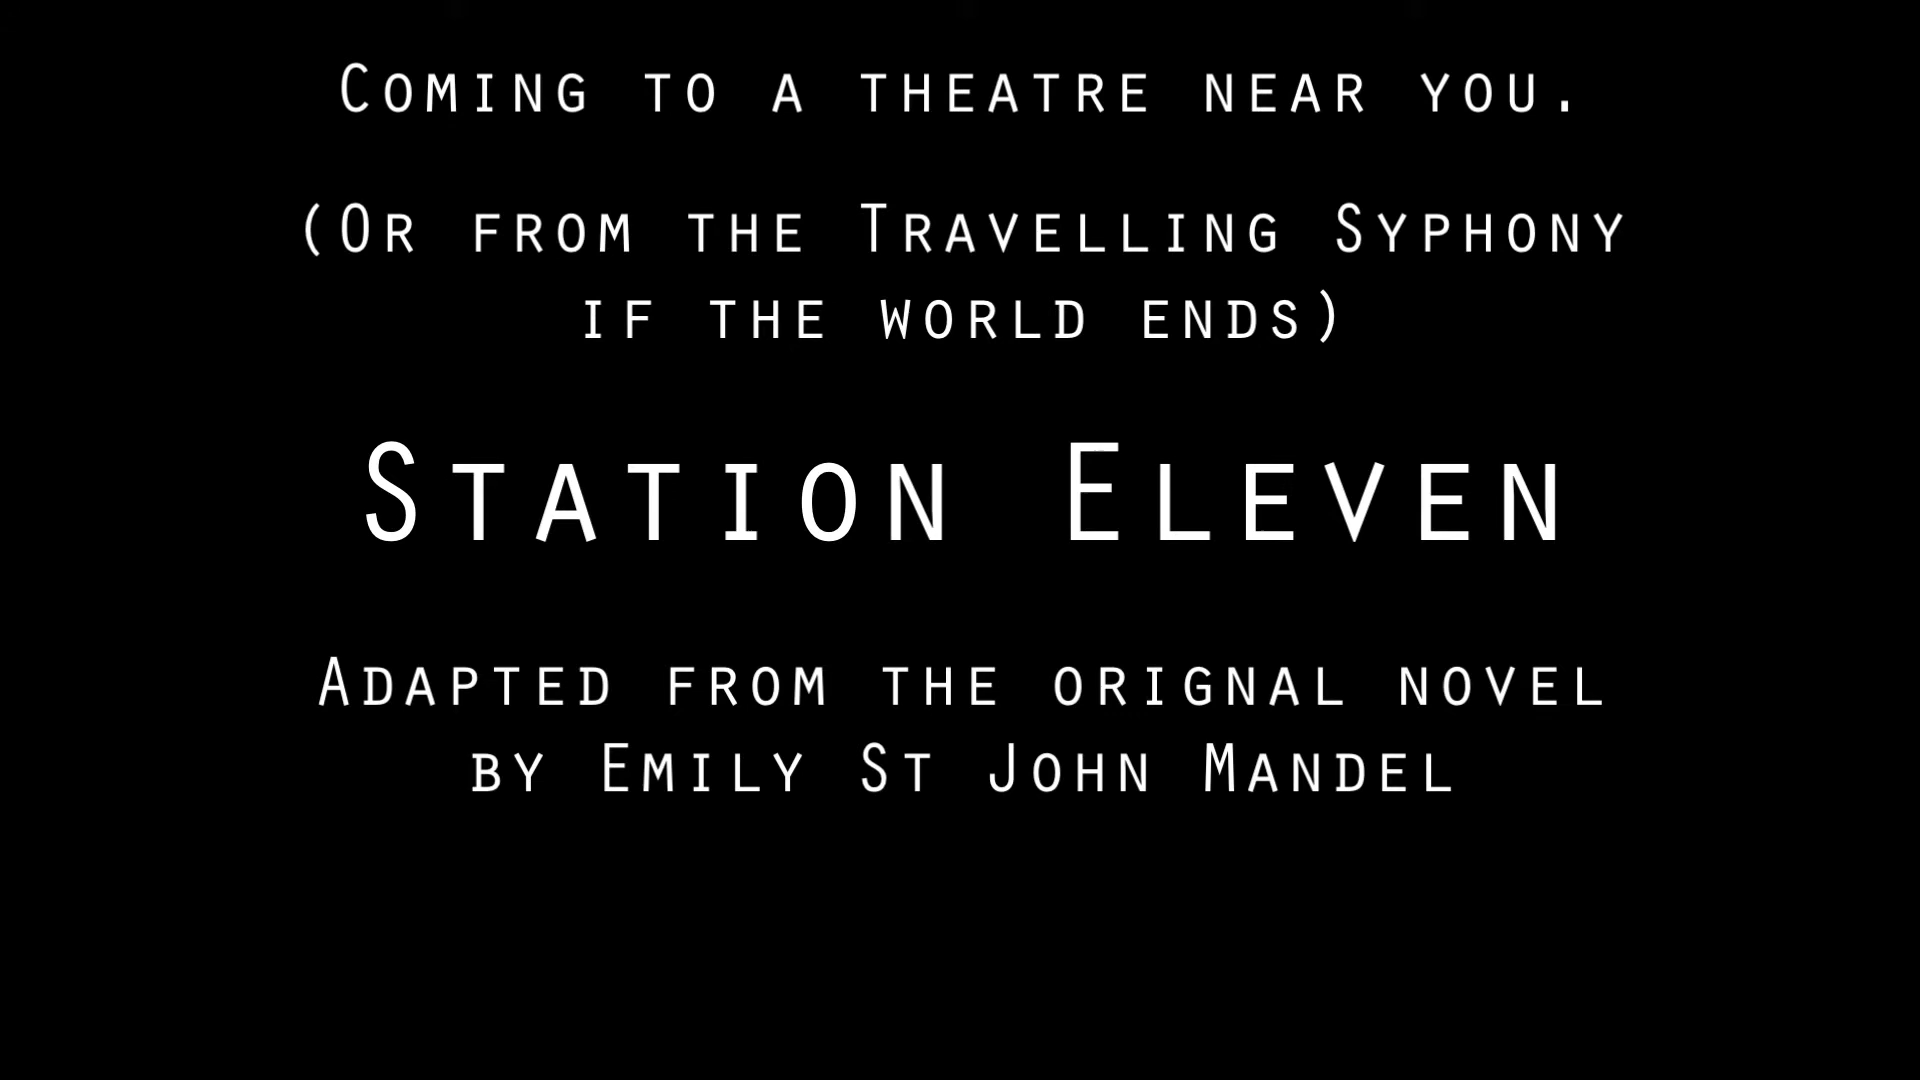 Coming to a theatre near you.
(Or from the Travelling Syphony
if the world ends)
Station Eleven
Adapted from the orignal novel
by Emily St John Mandel